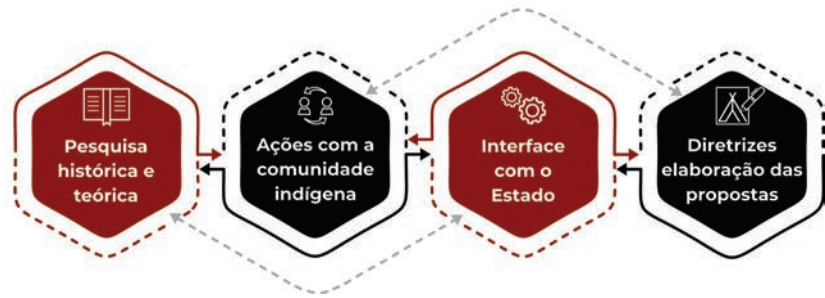 Pesquisa
histórica e
teórica
Ações com a
comunidade
indígena
Interface
com o
Estado
Diretrizes
elaboração das
propostas